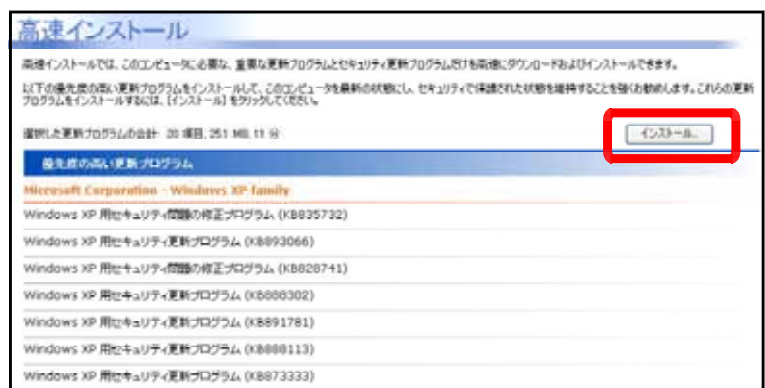 高速インストール
高速インストールでは、このコンピュータに必要な、重要な更新プログラムとセキュリティ更新プログラムだけを高速にダウンロードおよびインストールできます。
以下の優先度の高い更新プログラムをインストールして、このコンピュータを最新の状態にし、セキュリティで保護された状態を維持することを強くお勧めします。これらの更新
プログラムをインストールするには、[インストール] をクリックしてください。
選択した更新プログラムの合計: 20 項目, 251 MB, 11 分
インストール...
優先度の高い更新プログラム
Microsoft Corporation - Windows XP family
Windows XP 用セキュリティ問題の修正プログラム (KB835732)
Windows XP 用セキュリティ更新プログラム (KB893066)
Windows XP 用セキュリティ問題の修正プログラム (KB828741)
Windows XP 用セキュリティ更新プログラム (KB888302)
Windows XP 用セキュリティ更新プログラム (KB891781)
Windows XP 用セキュリティ更新プログラム (KB888113)
Windows XP 用セキュリティ更新プログラム (KB873333)